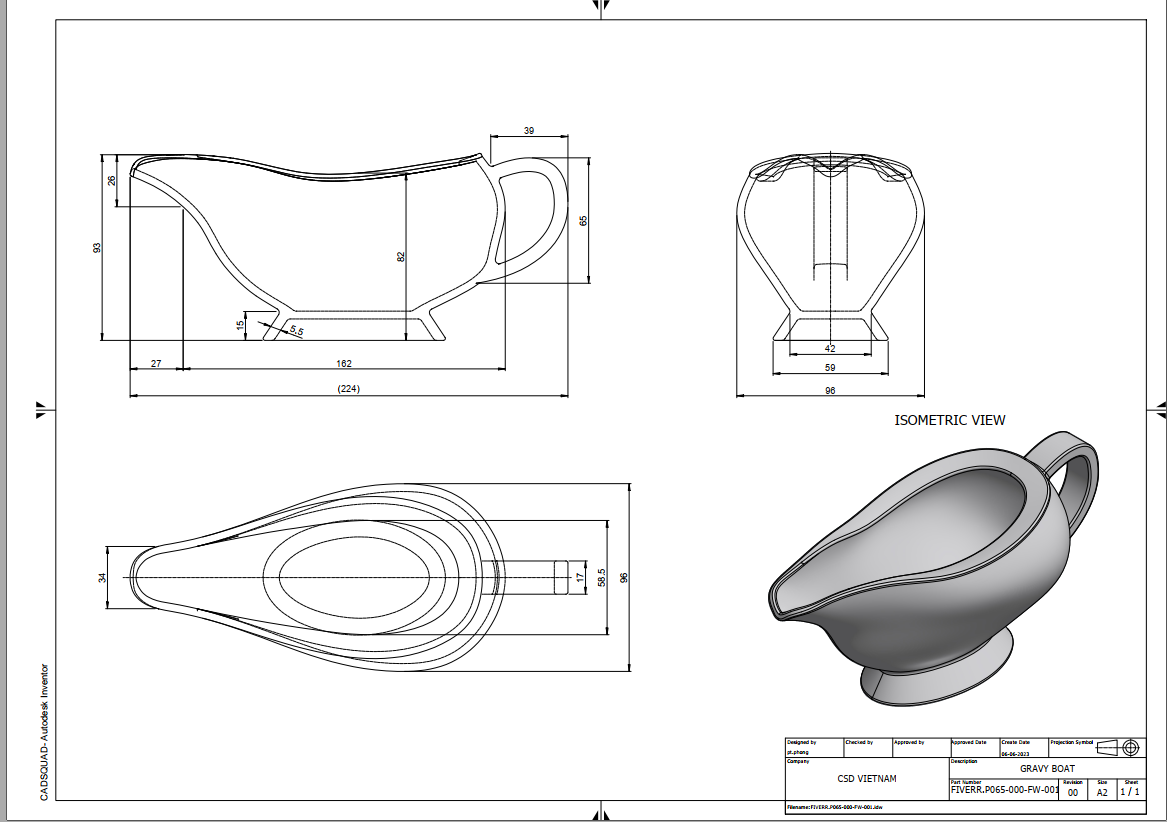 39
26
93
65
82
15
5.5
27
162
(224)
42
59
96
ISOMETRIC VIEW
34
17
58.5
96
CADSQUAD- Autodesk Inventor
Designed by
pt.phong
Checked by
Approved by
Approved Date
Create Date
06-06-2023
Projection Symbol
Company
CSD VIETNAM
Description
GRAVY BOAT
Part Number
FIVERR.P065-000-FW-001
Revision
00
Size
A2
Sheet
1 / 1
Filename:FIVERR.P065-000-FW-001.idw